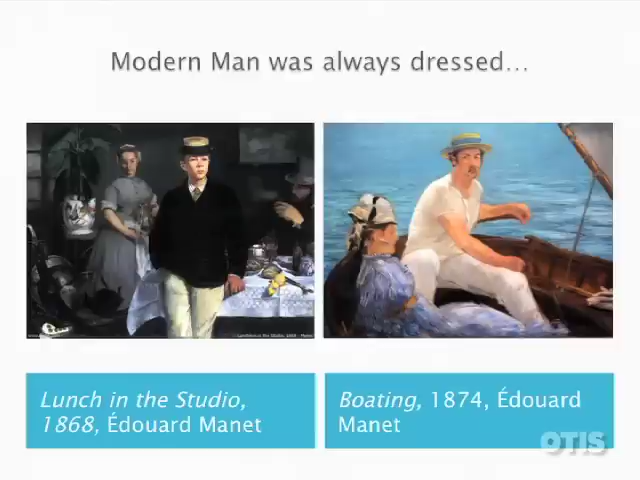 Modern Man was always dressed...
Lunch in the Studio,
1868, Édouard Manet
Boating, 1874, Édouard
Manet
OTIS